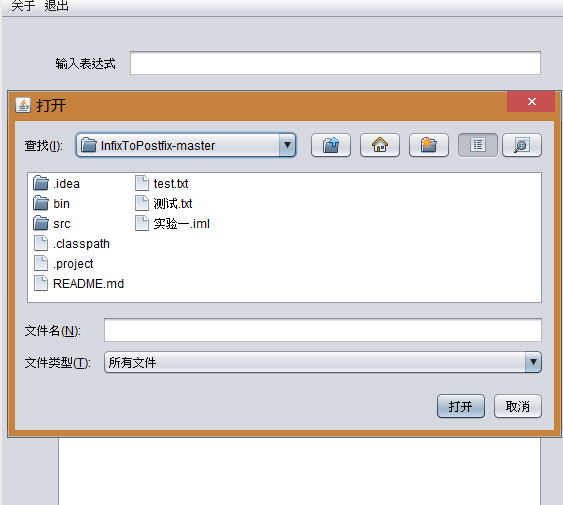 关于 退出
输入表达式
打开
查找(I): InfixToPostfix-master
.idea test.txt
bin 测试.txt
src 实验一.iml
.classpath
.project
README.md
文件名(N):
文件类型(T): 所有文件
打开 取消